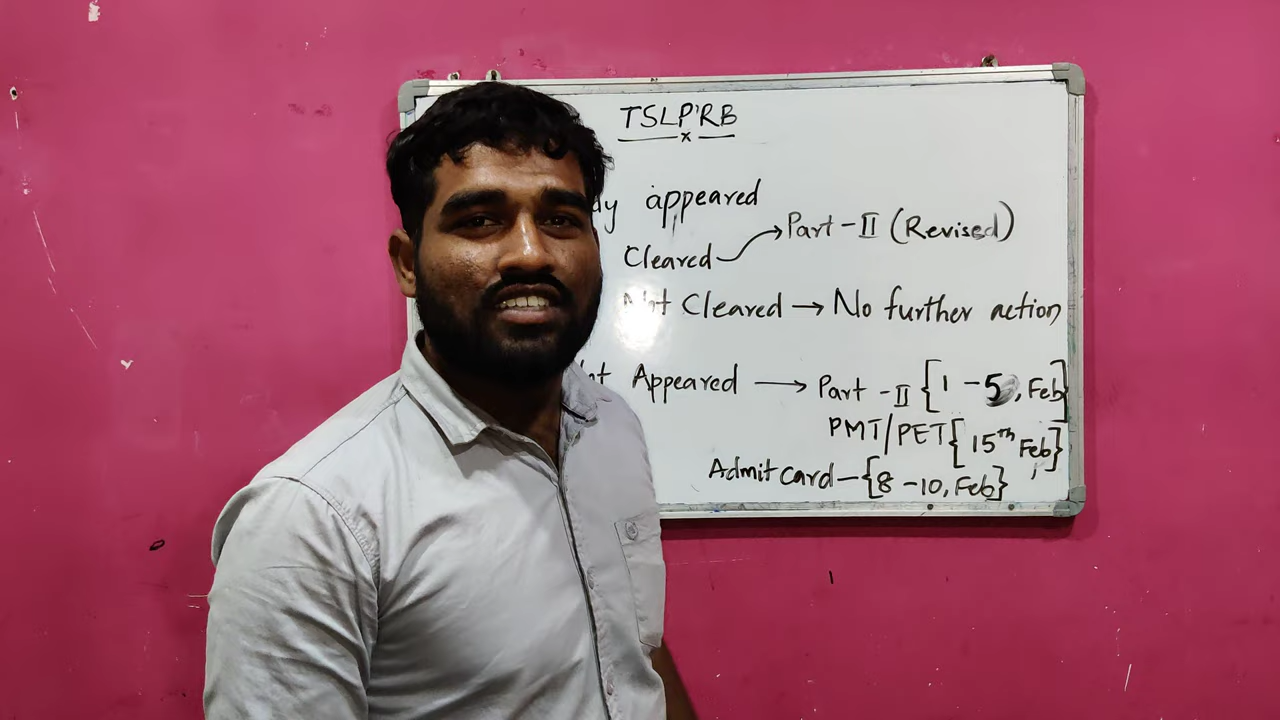 TSLPRB
x
appeared
Cleared → Part - II (Revised)
Cleared → No further action
Appeared → Part - II {1 - 5, Feb}
PMT/PET {15th Feb}
Admit card - {8 - 10, Feb}